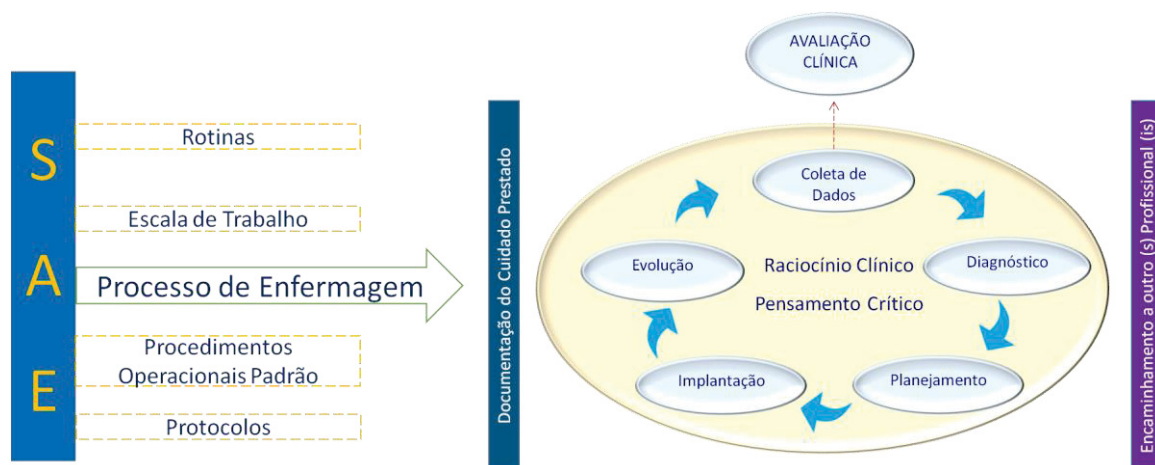 S
A
E
Rotinas
Escala de Trabalho
Processo de Enfermagem
Procedimentos
Operacionais Padrão
Protocolos
Documentação do Cuidado Prestado
AVALIAÇÃO
CLÍNICA
Coleta de
Dados
Evolução
Raciocínio Clínico
Diagnóstico
Pensamento Crítico
Implantação
Planejamento
Encaminhamento a outro (s) Profissional (is)